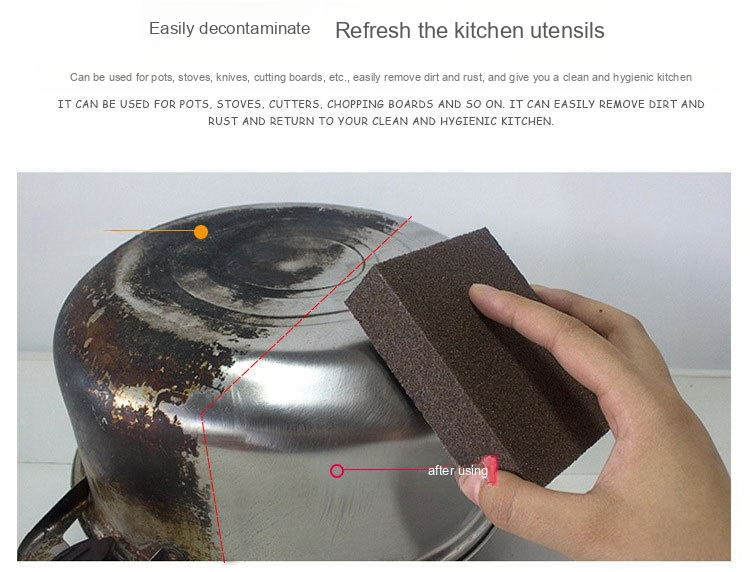 Easily decontaminate Refresh the kitchen utensils
Can be used for pots, stoves, knives, cutting boards, etc., easily remove dirt and rust, and give you a clean and hygienic kitchen
IT CAN BE USED FOR POTS, STOVES, CUTTERS, CHOPPING BOARDS AND SO ON. IT CAN EASILY REMOVE DIRT AND
RUST AND RETURN TO YOUR CLEAN AND HYGIENIC KITCHEN.
after using